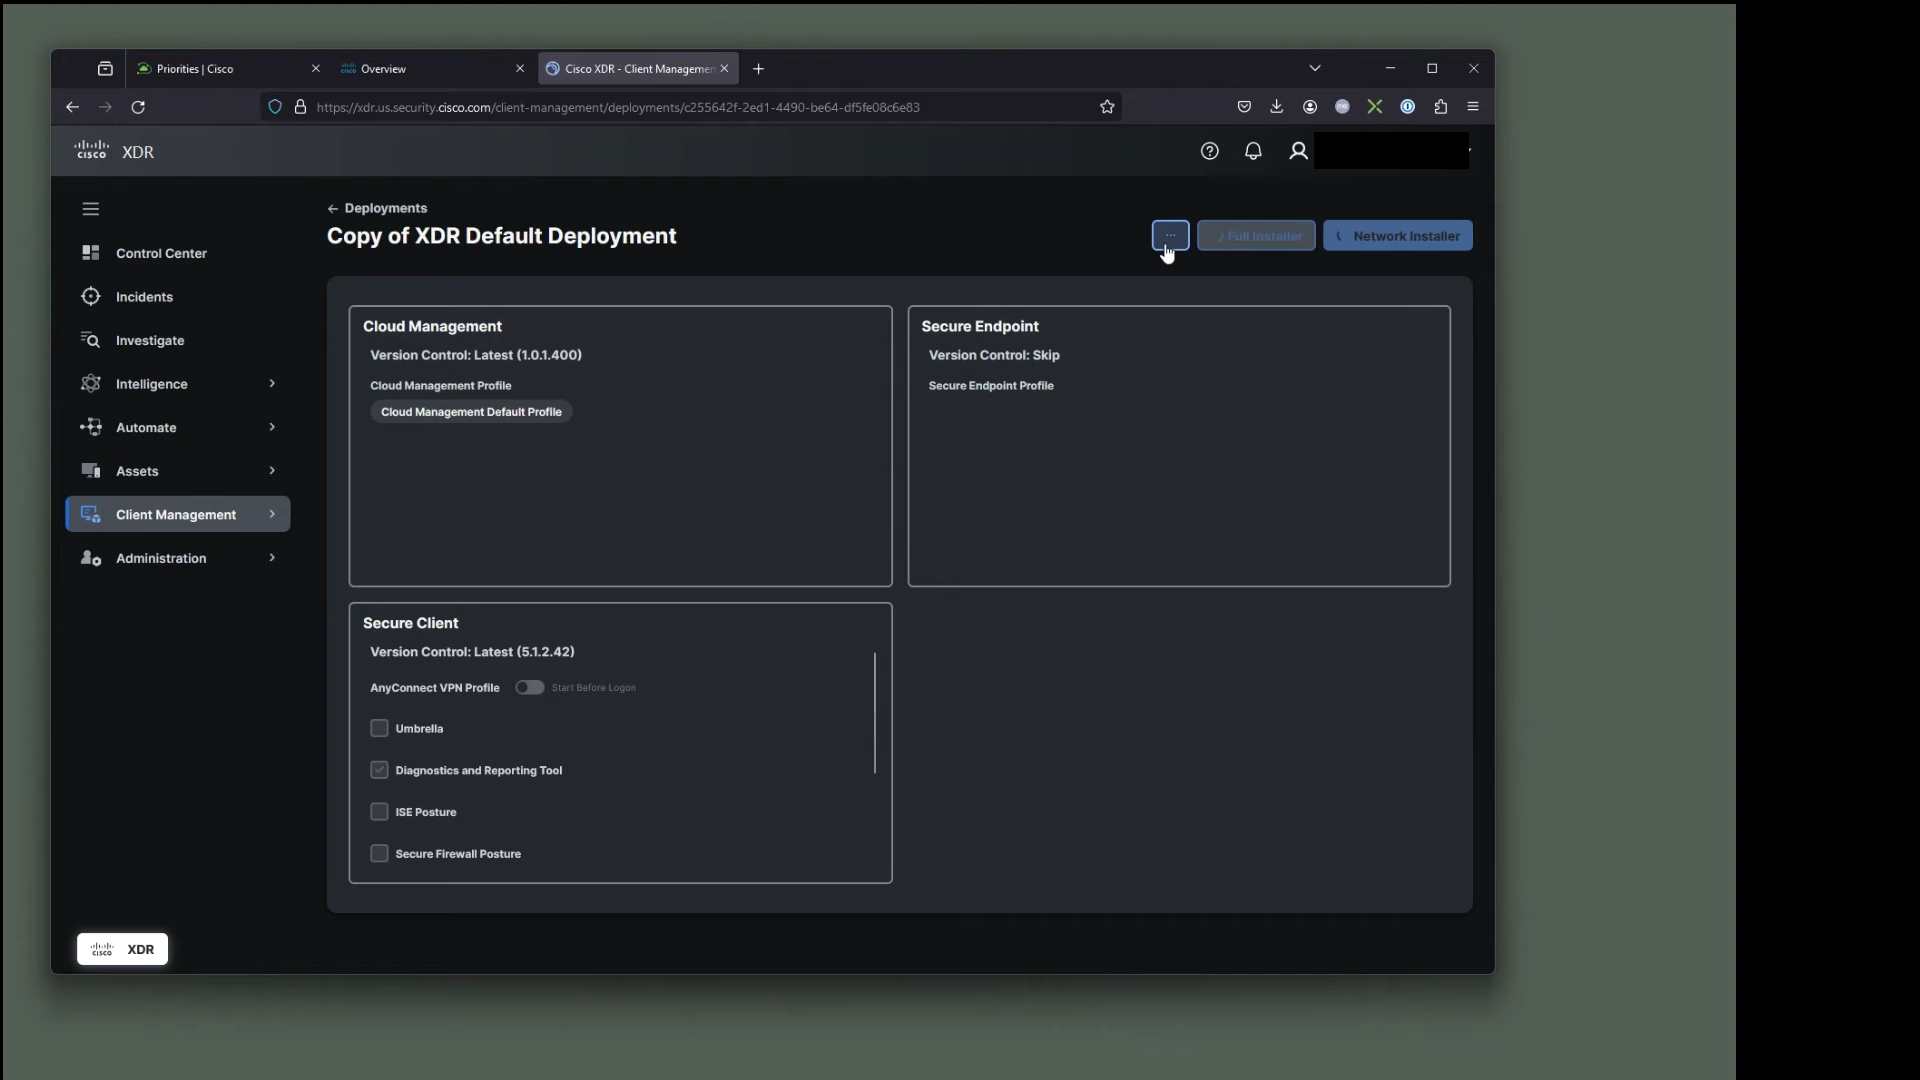 Priorities | Cisco
Overview
Cisco XDR - Client Managemen
https://xdr.us.security.cisco.com/client-management/deployments/c255642f-2ed1-4490-be64-df5fe08c6e83
cisco XDR
Deployments
Copy of XDR Default Deployment
...
Full Installer
Network Installer
Control Center
Incidents
Investigate
Intelligence
Automate
Assets
Client Management
Administration
Cloud Management
Version Control: Latest (1.0.1.400)
Cloud Management Profile
Cloud Management Default Profile
Secure Endpoint
Version Control: Skip
Secure Endpoint Profile
Secure Client
Version Control: Latest (5.1.2.42)
AnyConnect VPN Profile Start Before Logon
Umbrella
Diagnostics and Reporting Tool
ISE Posture
Secure Firewall Posture
cisco XDR